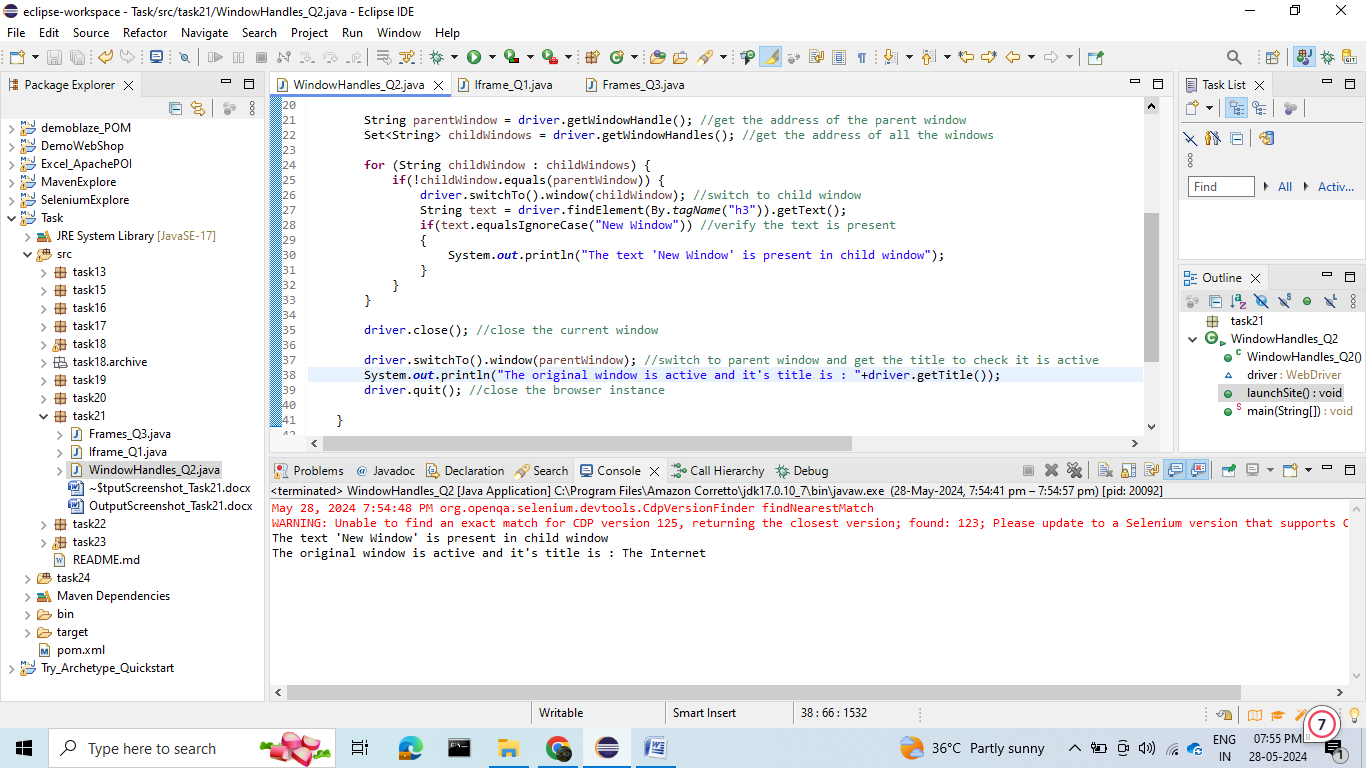 eclipse-workspace - Task/src/task21/WindowHandles_Q2.java - Eclipse IDE
File Edit Source Refactor Navigate Search Project Run Window Help
Package Explorer
demoblaze_POM
DemoWebShop
Excel_ApachePOI
MavenExplore
SeleniumExplore
Task
JRE System Library [JavaSE-17]
src
task13
task15
task16
task17
task18
task18.archive
task19
task20
task21
Frames_Q3.java
Iframe_Q1.java
WindowHandles_Q2.java
~$tputScreenshot_Task21.docx
OutputScreenshot_Task21.docx
task22
task23
README.md
task24
Maven Dependencies
bin
target
pom.xml
Try_Archetype_Quickstart
WindowHandles_Q2.java Iframe_Q1.java Frames_Q3.java
20
21 String parentWindow = driver.getWindowHandle(); //get the address of the parent window
22 Set<String> childWindows = driver.getWindowHandles(); //get the address of all the windows
23
24 for (String childWindow : childWindows) {
25 if(!childWindow.equals(parentWindow)) {
26 driver.switchTo().window(childWindow); //switch to child window
27 String text = driver.findElement(By.tagName("h3")).getText();
28 if(text.equalsIgnoreCase("New Window")) //verify the text is present
29 {
30 System.out.println("The text 'New Window' is present in child window");
31 }
32 }
33 }
34
35 driver.close(); //close the current window
36
37 driver.switchTo().window(parentWindow); //switch to parent window and get the title to check it is active
38 System.out.println("The original window is active and it's title is : "+driver.getTitle());
39 driver.quit(); //close the browser instance
40
41 }
Task List
Find All Activ...
Outline
task21
WindowHandles_Q2
WindowHandles_Q2()
driver : WebDriver
launchSite() : void
main(String[]) : void
Problems Javadoc Declaration Search Console Call Hierarchy Debug
<terminated> WindowHandles_Q2 [Java Application] C:\Program Files\Amazon Corretto\jdk17.0.10_7\bin\javaw.exe (28-May-2024, 7:54:41 pm – 7:54:57 pm) [pid: 20092]
May 28, 2024 7:54:48 PM org.openqa.selenium.devtools.CdpVersionFinder findNearestMatch
WARNING: Unable to find an exact match for CDP version 125, returning the closest version; found: 123; Please update to a Selenium version that supports C
The text 'New Window' is present in child window
The original window is active and it's title is : The Internet
Writable Smart Insert 38 : 66 : 1532
7
Type here to search
36°C Partly sunny
ENG
IN
07:55 PM
28-05-2024
1